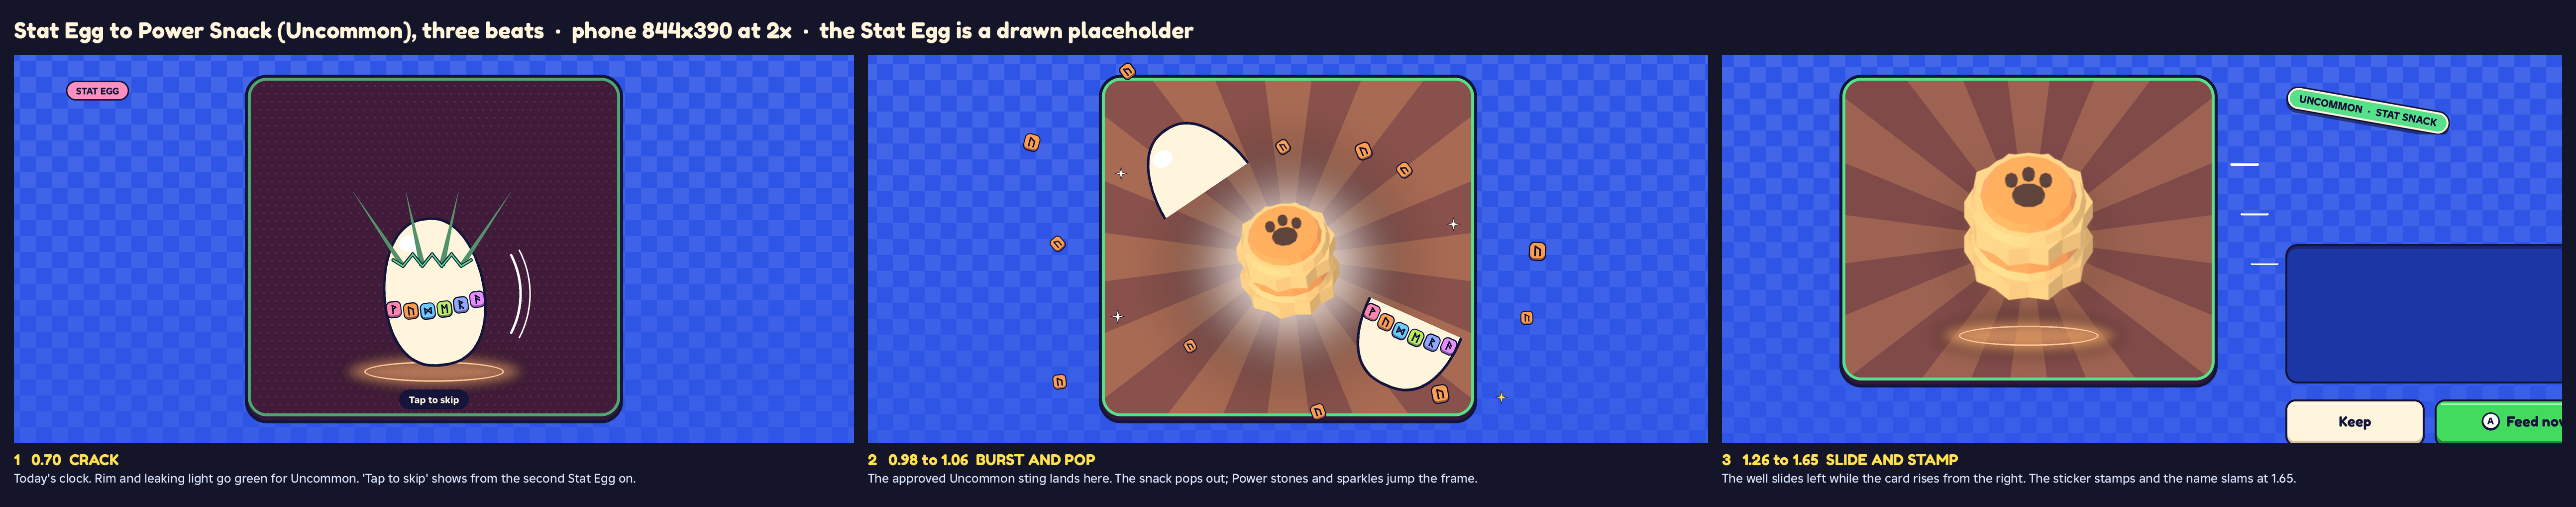 Stat Egg to Power Snack (Uncommon), three beats · phone 844x390 at 2x · the Stat Egg is a drawn placeholder
STAT EGG
Tap to skip
1 0.70 CRACK
Today's clock. Rim and leaking light go green for Uncommon. 'Tap to skip' shows from the second Stat Egg on.
2 0.98 to 1.06 BURST AND POP
The approved Uncommon sting lands here. The snack pops out; Power stones and sparkles jump the frame.
UNCOMMON · STAT SNACK
Keep
A Feed now
3 1.26 to 1.65 SLIDE AND STAMP
The well slides left while the card rises from the right. The sticker stamps and the name slams at 1.65.